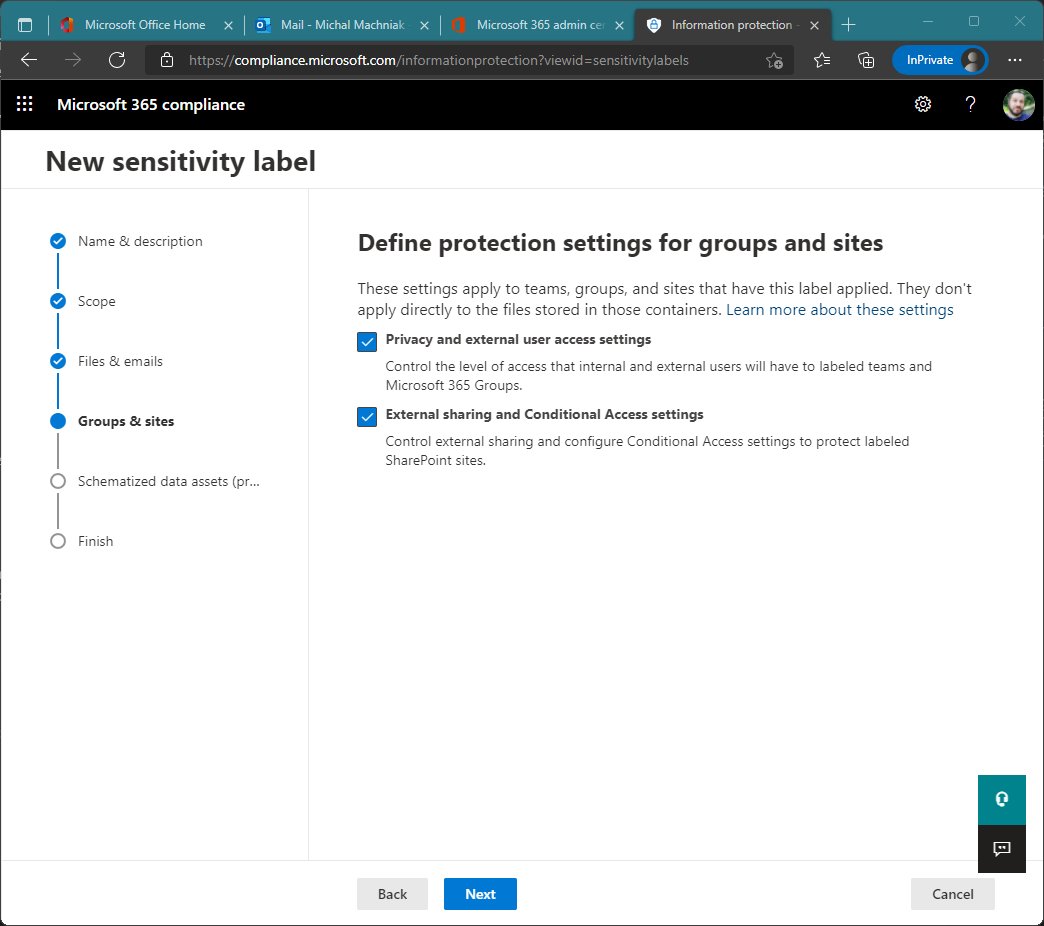 Microsoft Office Home
Mail - Michal Machniak
Microsoft 365 admin cer
Information protection -
https://compliance.microsoft.com/informationprotection?viewid=sensitivitylabels
InPrivate
Microsoft 365 compliance
New sensitivity label
Name & description
Scope
Files & emails
Groups & sites
Schematized data assets (pr...
Finish
Define protection settings for groups and sites
These settings apply to teams, groups, and sites that have this label applied. They don't
apply directly to the files stored in those containers. Learn more about these settings
Privacy and external user access settings
Control the level of access that internal and external users will have to labeled teams and
Microsoft 365 Groups.
External sharing and Conditional Access settings
Control external sharing and configure Conditional Access settings to protect labeled
SharePoint sites.
Back
Next
Cancel